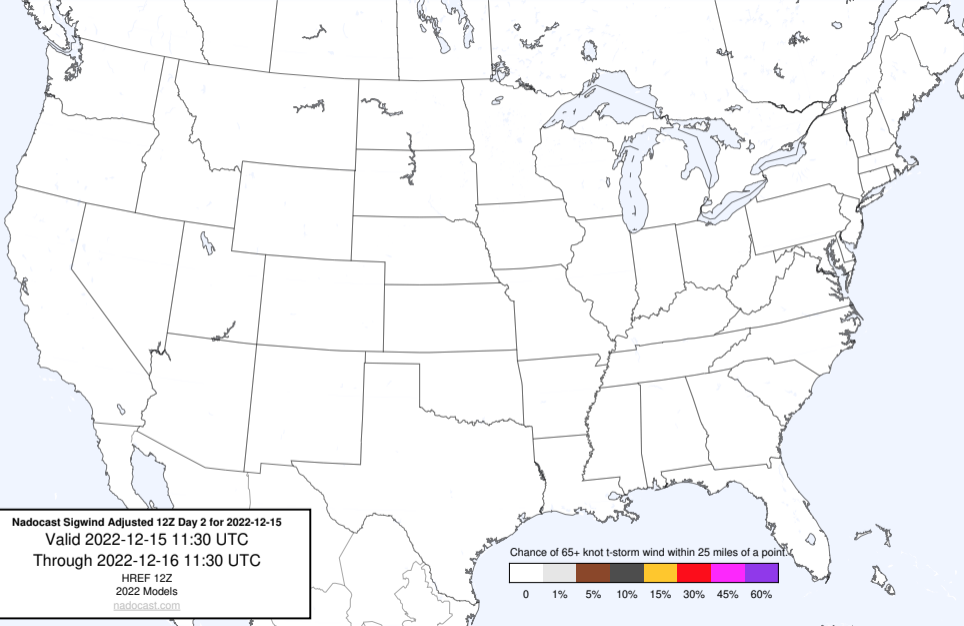 Nadocast Sigwind Adjusted 12Z Day 2 for 2022-12-15
Valid 2022-12-15 11:30 UTC
Through 2022-12-16 11:30 UTC
HREF 12Z
2022 Models
nadocast.com
Chance of 65+ knot t-storm wind within 25 miles of a point.
0 1% 5% 10% 15% 30% 45% 60%